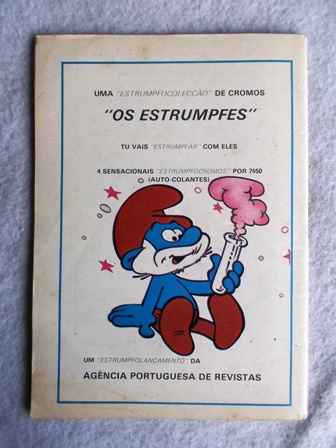 UMA "ESTRUMPFOCOLECÇÃO" DE CROMOS
"OS ESTRUMPFES"
TU VAIS "ESTRUMPFAR" COM ELES
4 SENSACIONAIS "ESTRUMPFOCROMOS" POR 7$50
(AUTO-COLANTES)
UM "ESTRUMPFOLANÇAMENTO" DA
AGÊNCIA PORTUGUESA DE REVISTAS